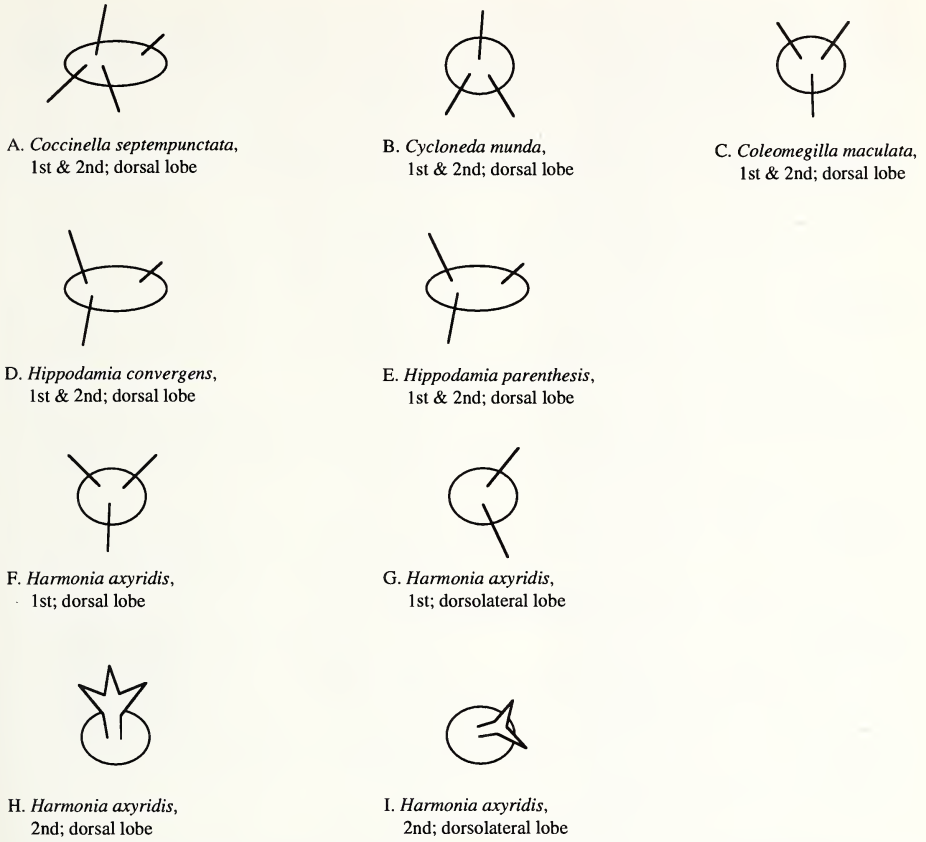 A. Coccinella septempunctata,
1st & 2nd; dorsal lobe
B. Cycloneda munda,
1st & 2nd; dorsal lobe
C. Coleomegilla maculata,
1st & 2nd; dorsal lobe
D. Hippodamia convergens,
1st & 2nd; dorsal lobe
E. Hippodamia parenthesis,
1st & 2nd; dorsal lobe
F. Harmonia axyridis,
1st; dorsal lobe
G. Harmonia axyridis,
1st; dorsolateral lobe
H. Harmonia axyridis,
2nd; dorsal lobe
I. Harmonia axyridis,
2nd; dorsolateral lobe